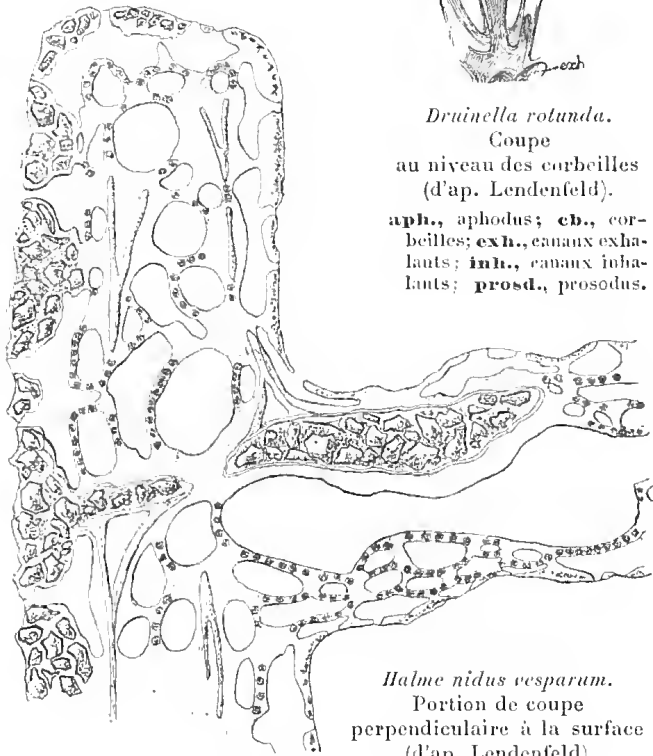 exh
Druinella rotunda.
Coupe
au niveau des corbeilles
(d'ap. Lendenfeld).
aph., aphodus; cb., cor-
beilles; exh., canaux exha-
lants; inh., canaux inha-
lants; prosd., prosodus.
Halme nidus vesparum.
Portion de coupe
perpendiculaire à la surface
(d'ap. Lendenfeld)